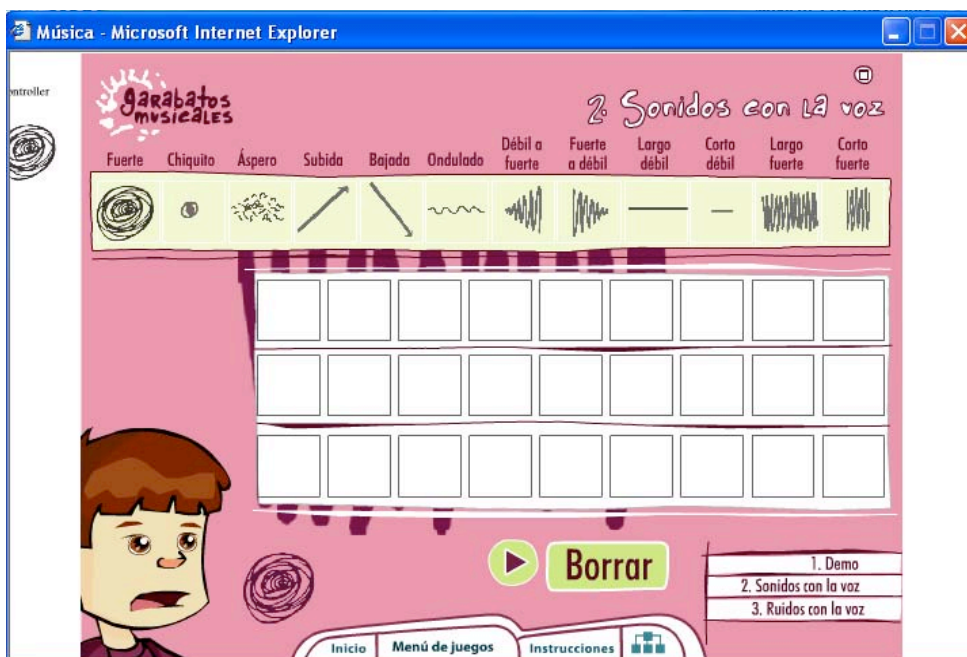 Música - Microsoft Internet Explorer
ontroller
garabatos
musicales
2. Sonidos con la voz
Fuerte Chiquito Áspero Subida Bajada Ondulado Débil a fuerte Fuerte a débil Largo débil Corto débil Largo fuerte Corto fuerte
Borrar
1. Demo
2. Sonidos con la voz
3. Ruidos con la voz
Inicio Menú de juegos Instrucciones